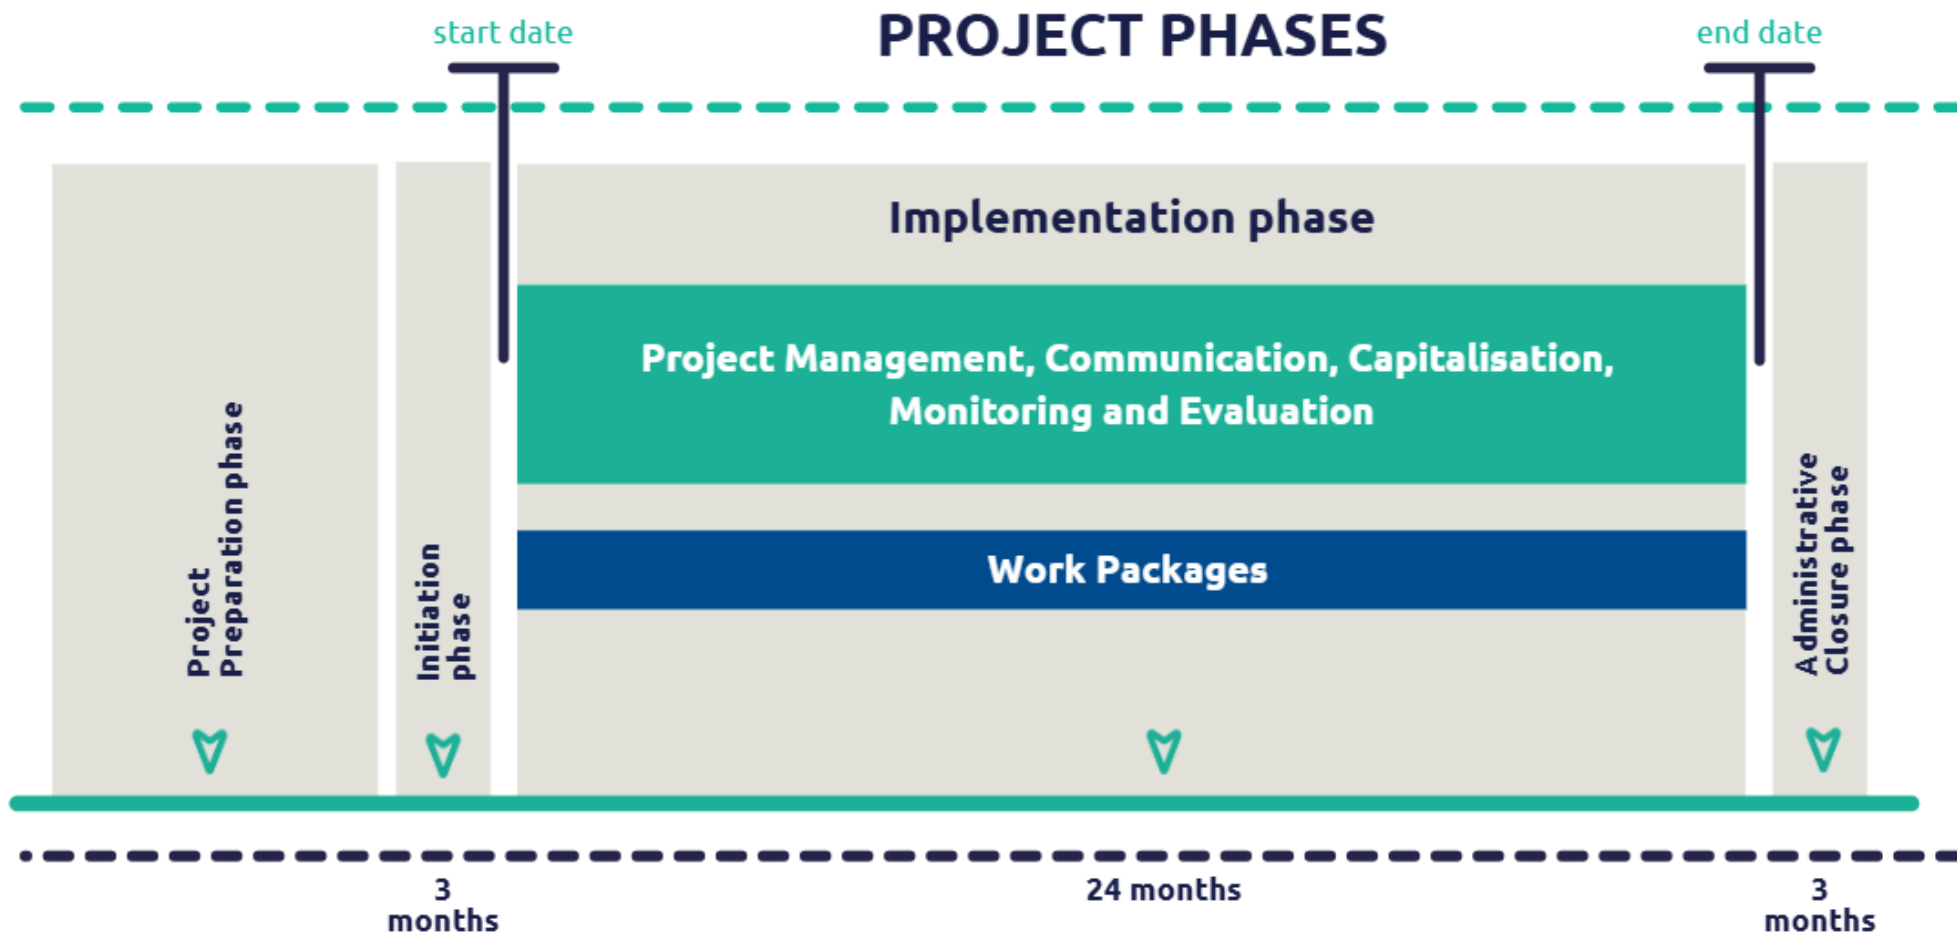 PROJECT PHASES
start date
end date
Project
Preparation phase
Initiation
phase
Implementation phase
Project Management, Communication, Capitalisation,
Monitoring and Evaluation
Work Packages
Administrative
Closure phase
3
months
24 months
3
months